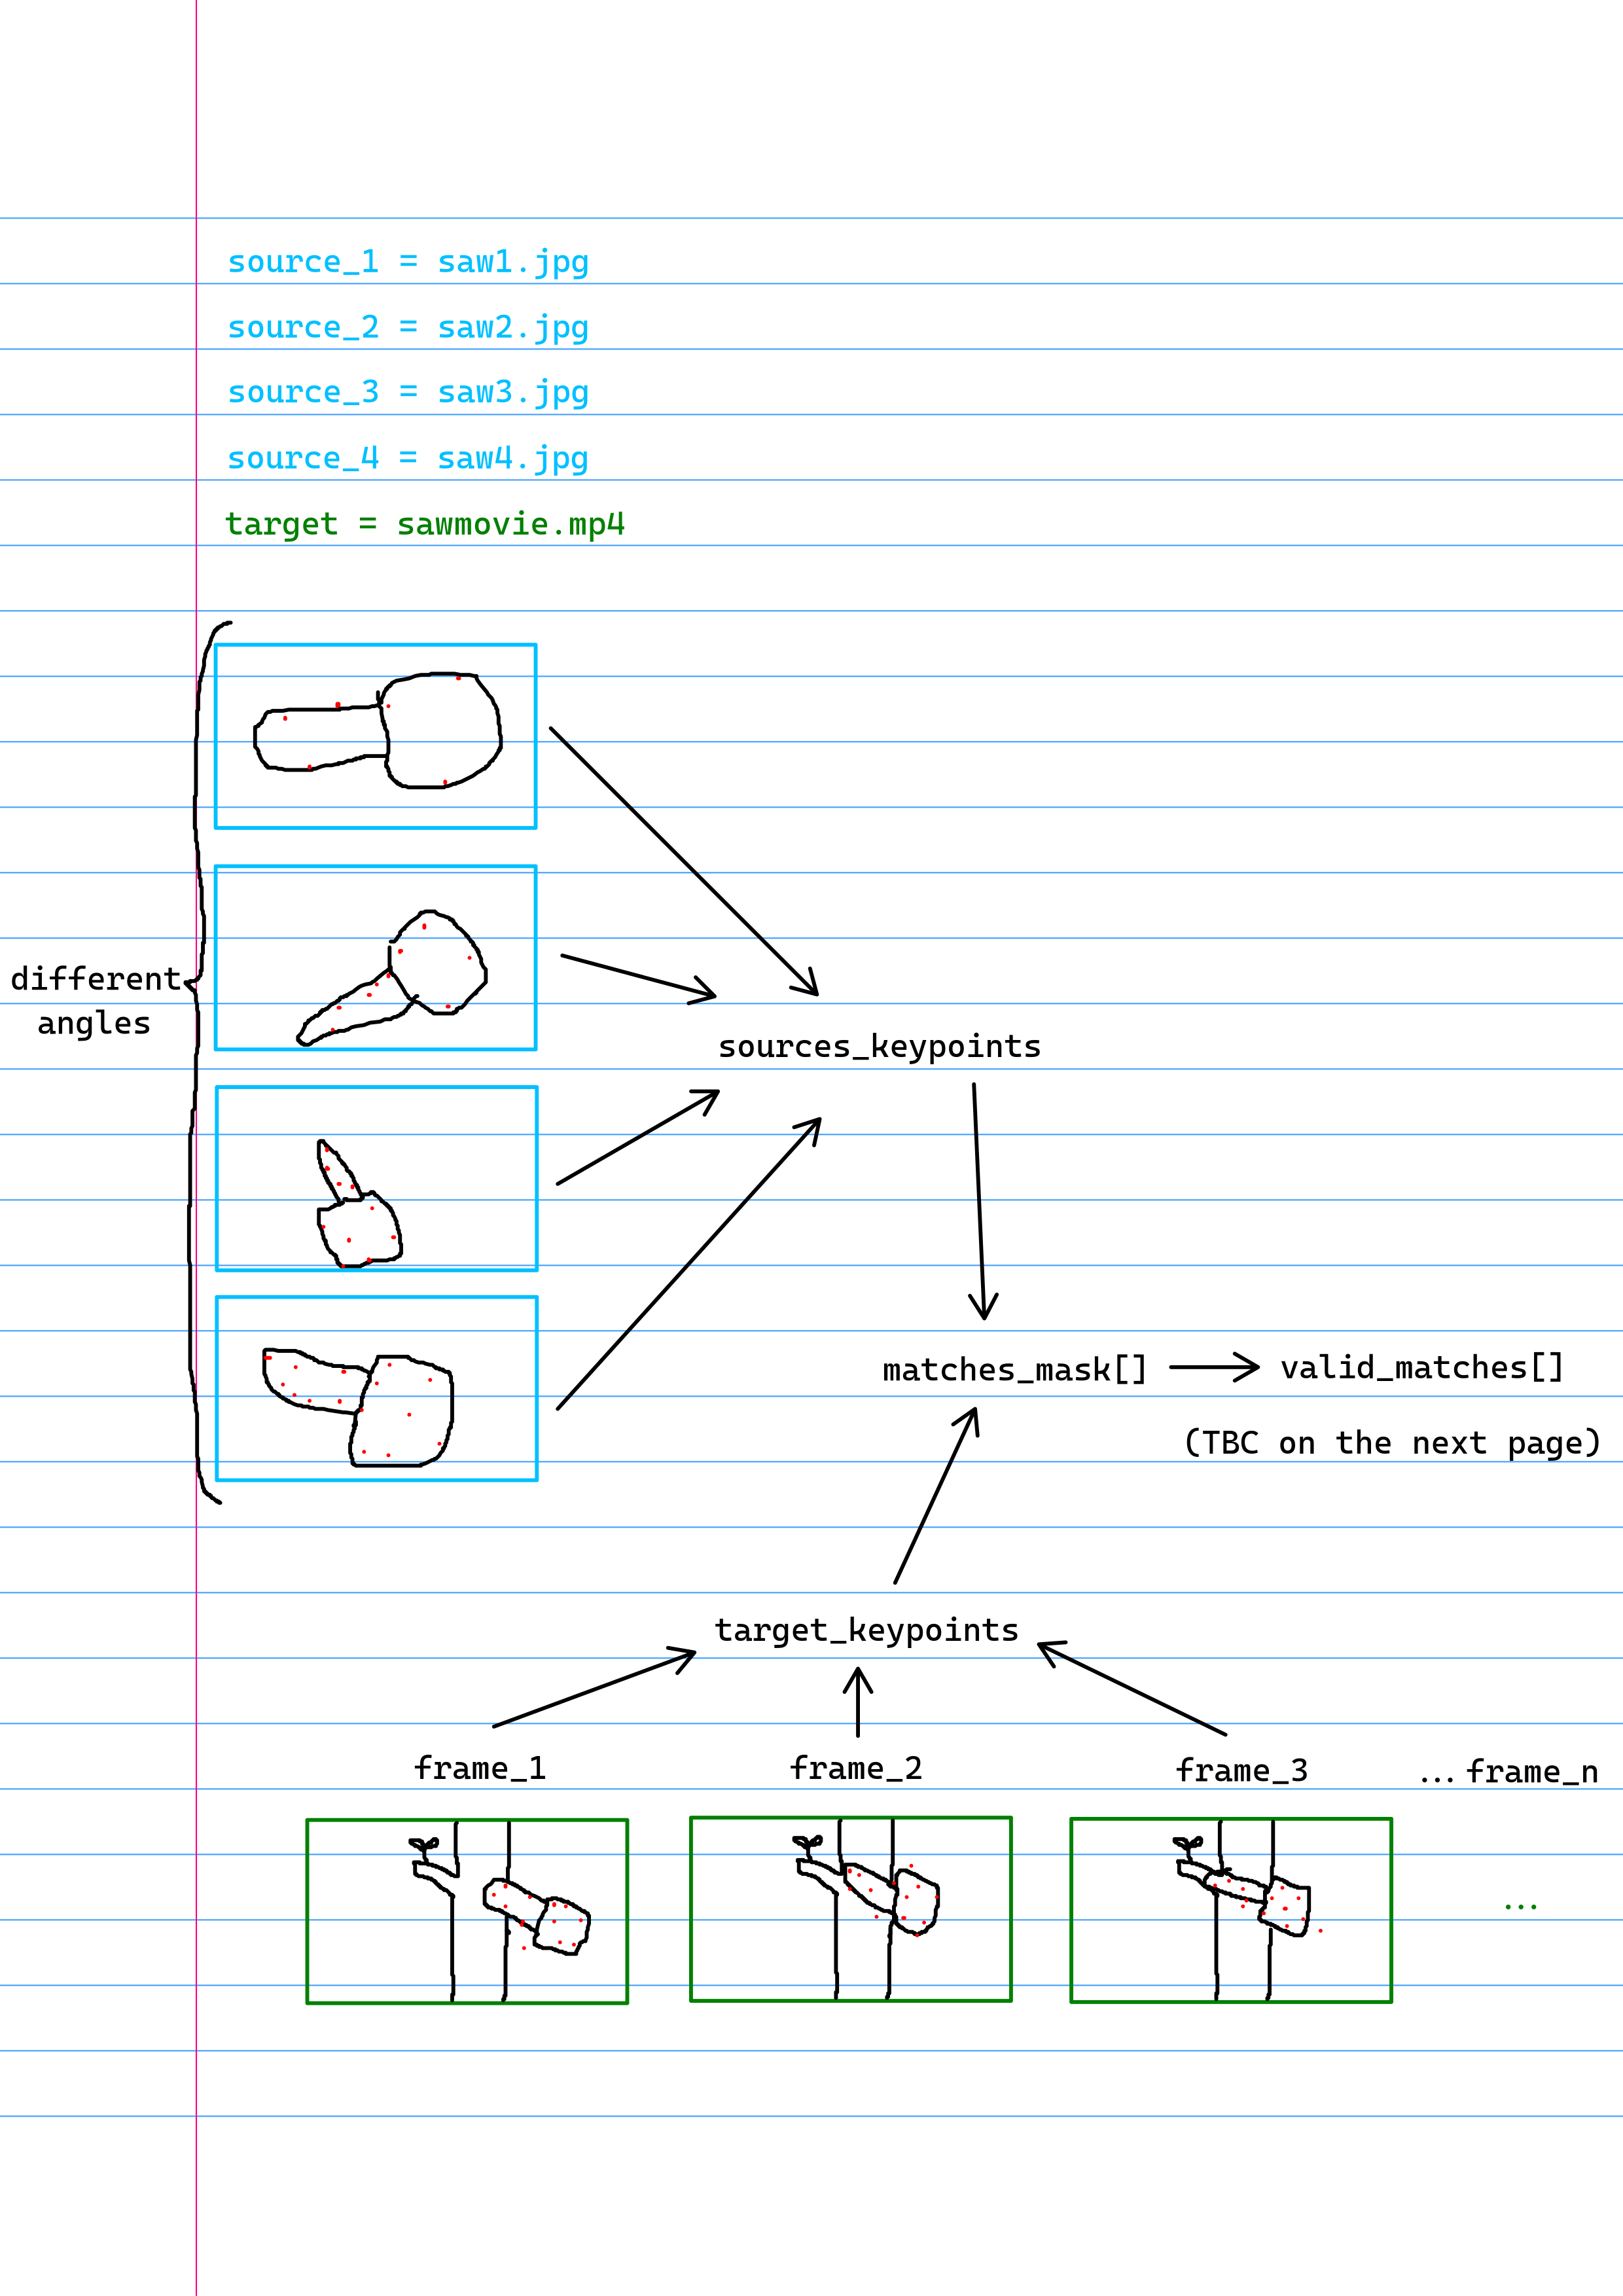 source_1 = saw1.jpg
source_2 = saw2.jpg
source_3 = saw3.jpg
source_4 = saw4.jpg
target = sawmovie.mp4
different
angles
sources_keypoints
matches_mask[]
valid_matches[]
(TBC on the next page)
target_keypoints
frame_1
frame_2
frame_3
... frame_n
...